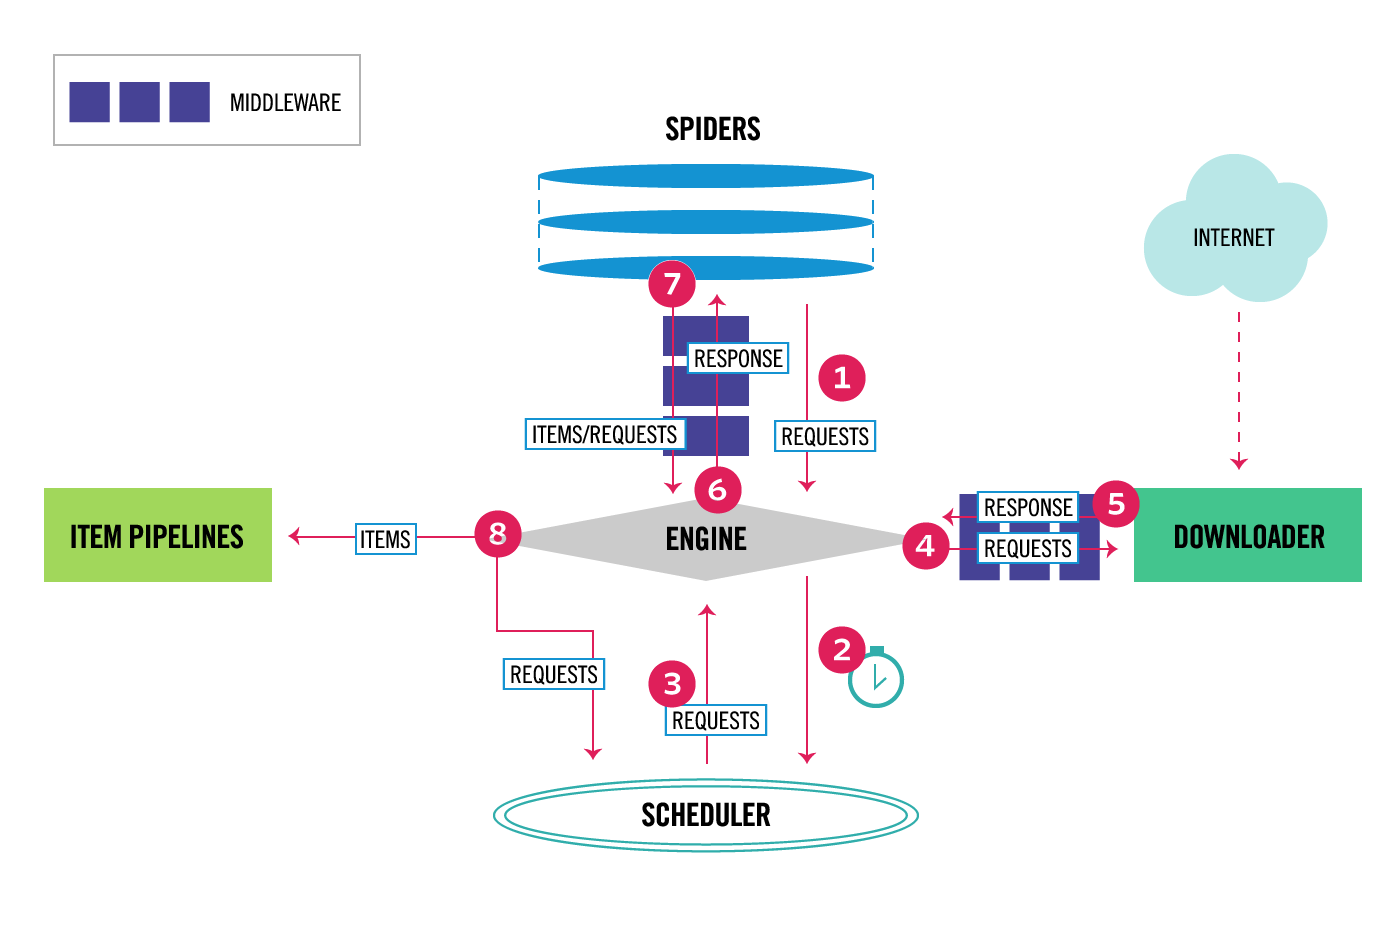 MIDDLEWARE
SPIDERS
INTERNET
7
RESPONSE
1
ITEMS/REQUESTS
REQUESTS
6
ITEM PIPELINES
ITEMS
8
ENGINE
4
RESPONSE
5
REQUESTS
DOWNLOADER
2
REQUESTS
3
REQUESTS
SCHEDULER